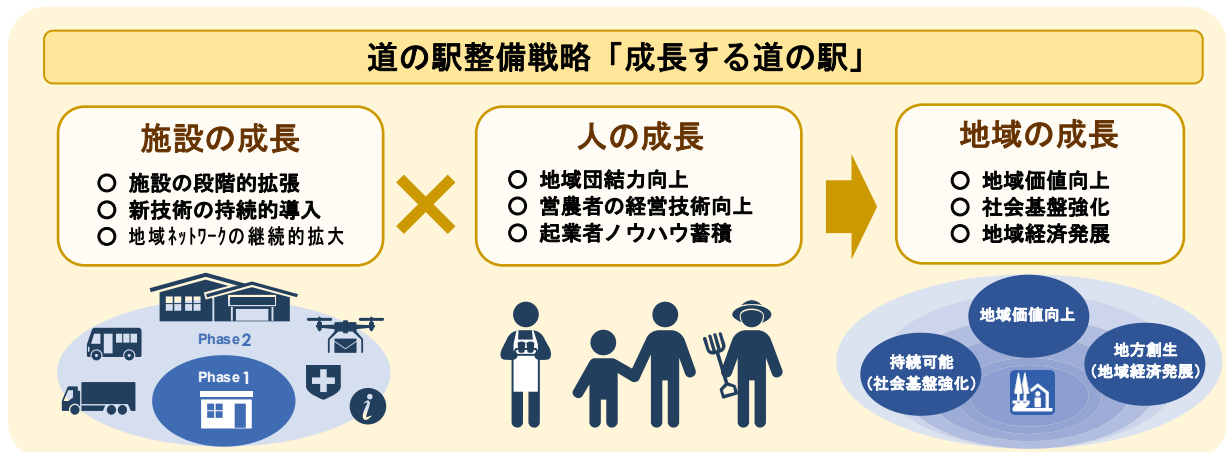 道の駅整備戦略「成長する道の駅」
施設の成長
○ 施設の段階的拡張
○ 新技術の持続的導入
○ 地域ﾈｯﾄﾜｰｸの継続的拡大
人の成長
○ 地域団結力向上
○ 営農者の経営技術向上
○ 起業者ノウハウ蓄積
地域の成長
○ 地域価値向上
○ 社会基盤強化
○ 地域経済発展
Phase2
Phase1
i
地域価値向上
持続可能
（社会基盤強化）
地方創生
（地域経済発展）